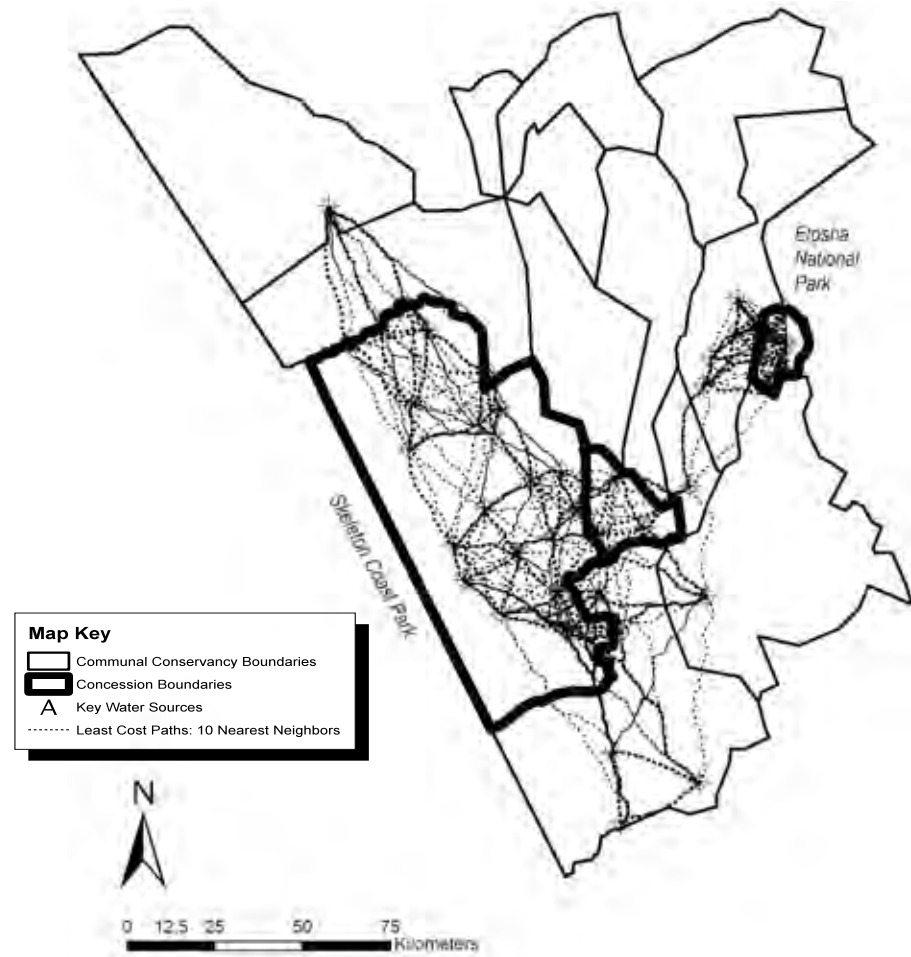 Etosha
National
Park
Skeleton Coast Park
Map Key
Communal Conservancy Boundaries
Concession Boundaries
A Key Water Sources
Least Cost Paths: 10 Nearest Neighbors
N
0 12.5 25 50 75
Kilometers